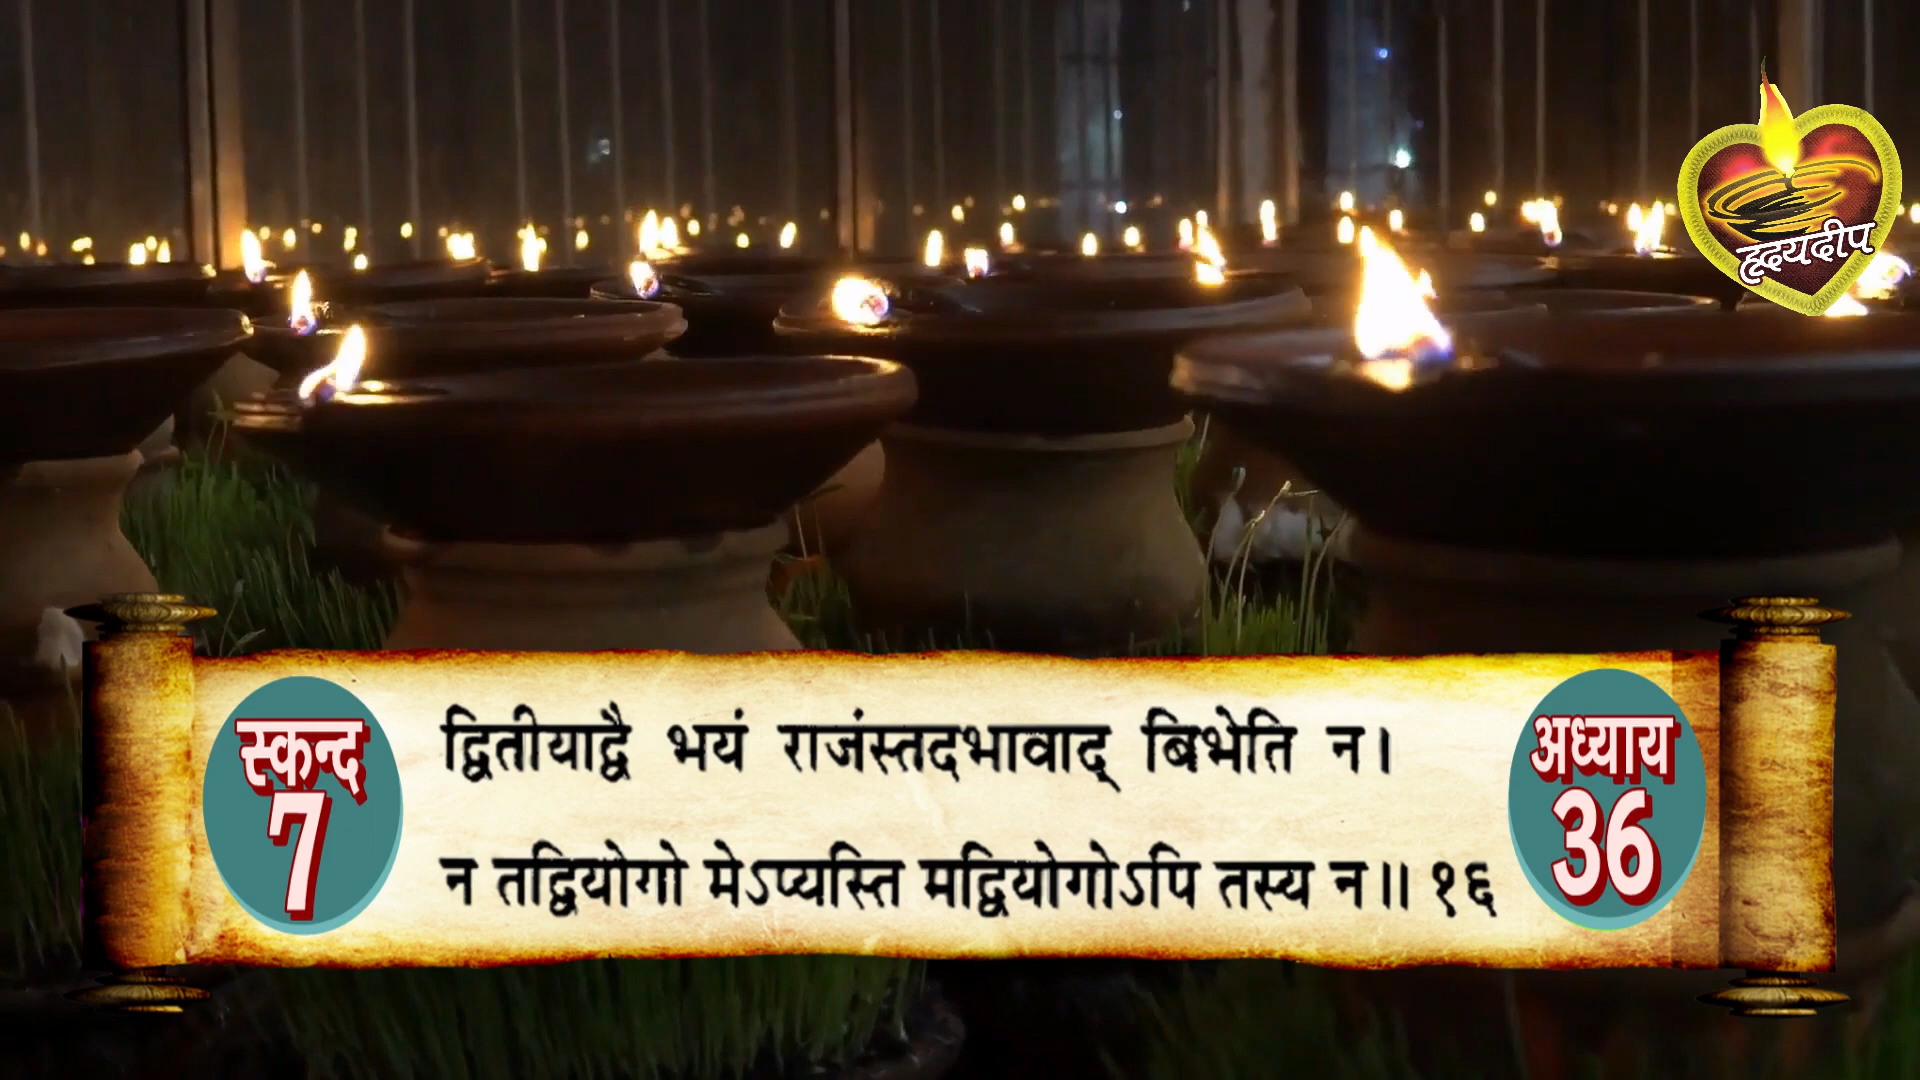 हृदयदीप
स्कन्द
7
द्वितीयाद्वै भयं राजंस्तदभावाद् बिभेति न।
न तद्वियोगो मेऽप्यस्ति मद्वियोगोऽपि तस्य न॥ १६
अध्याय
36